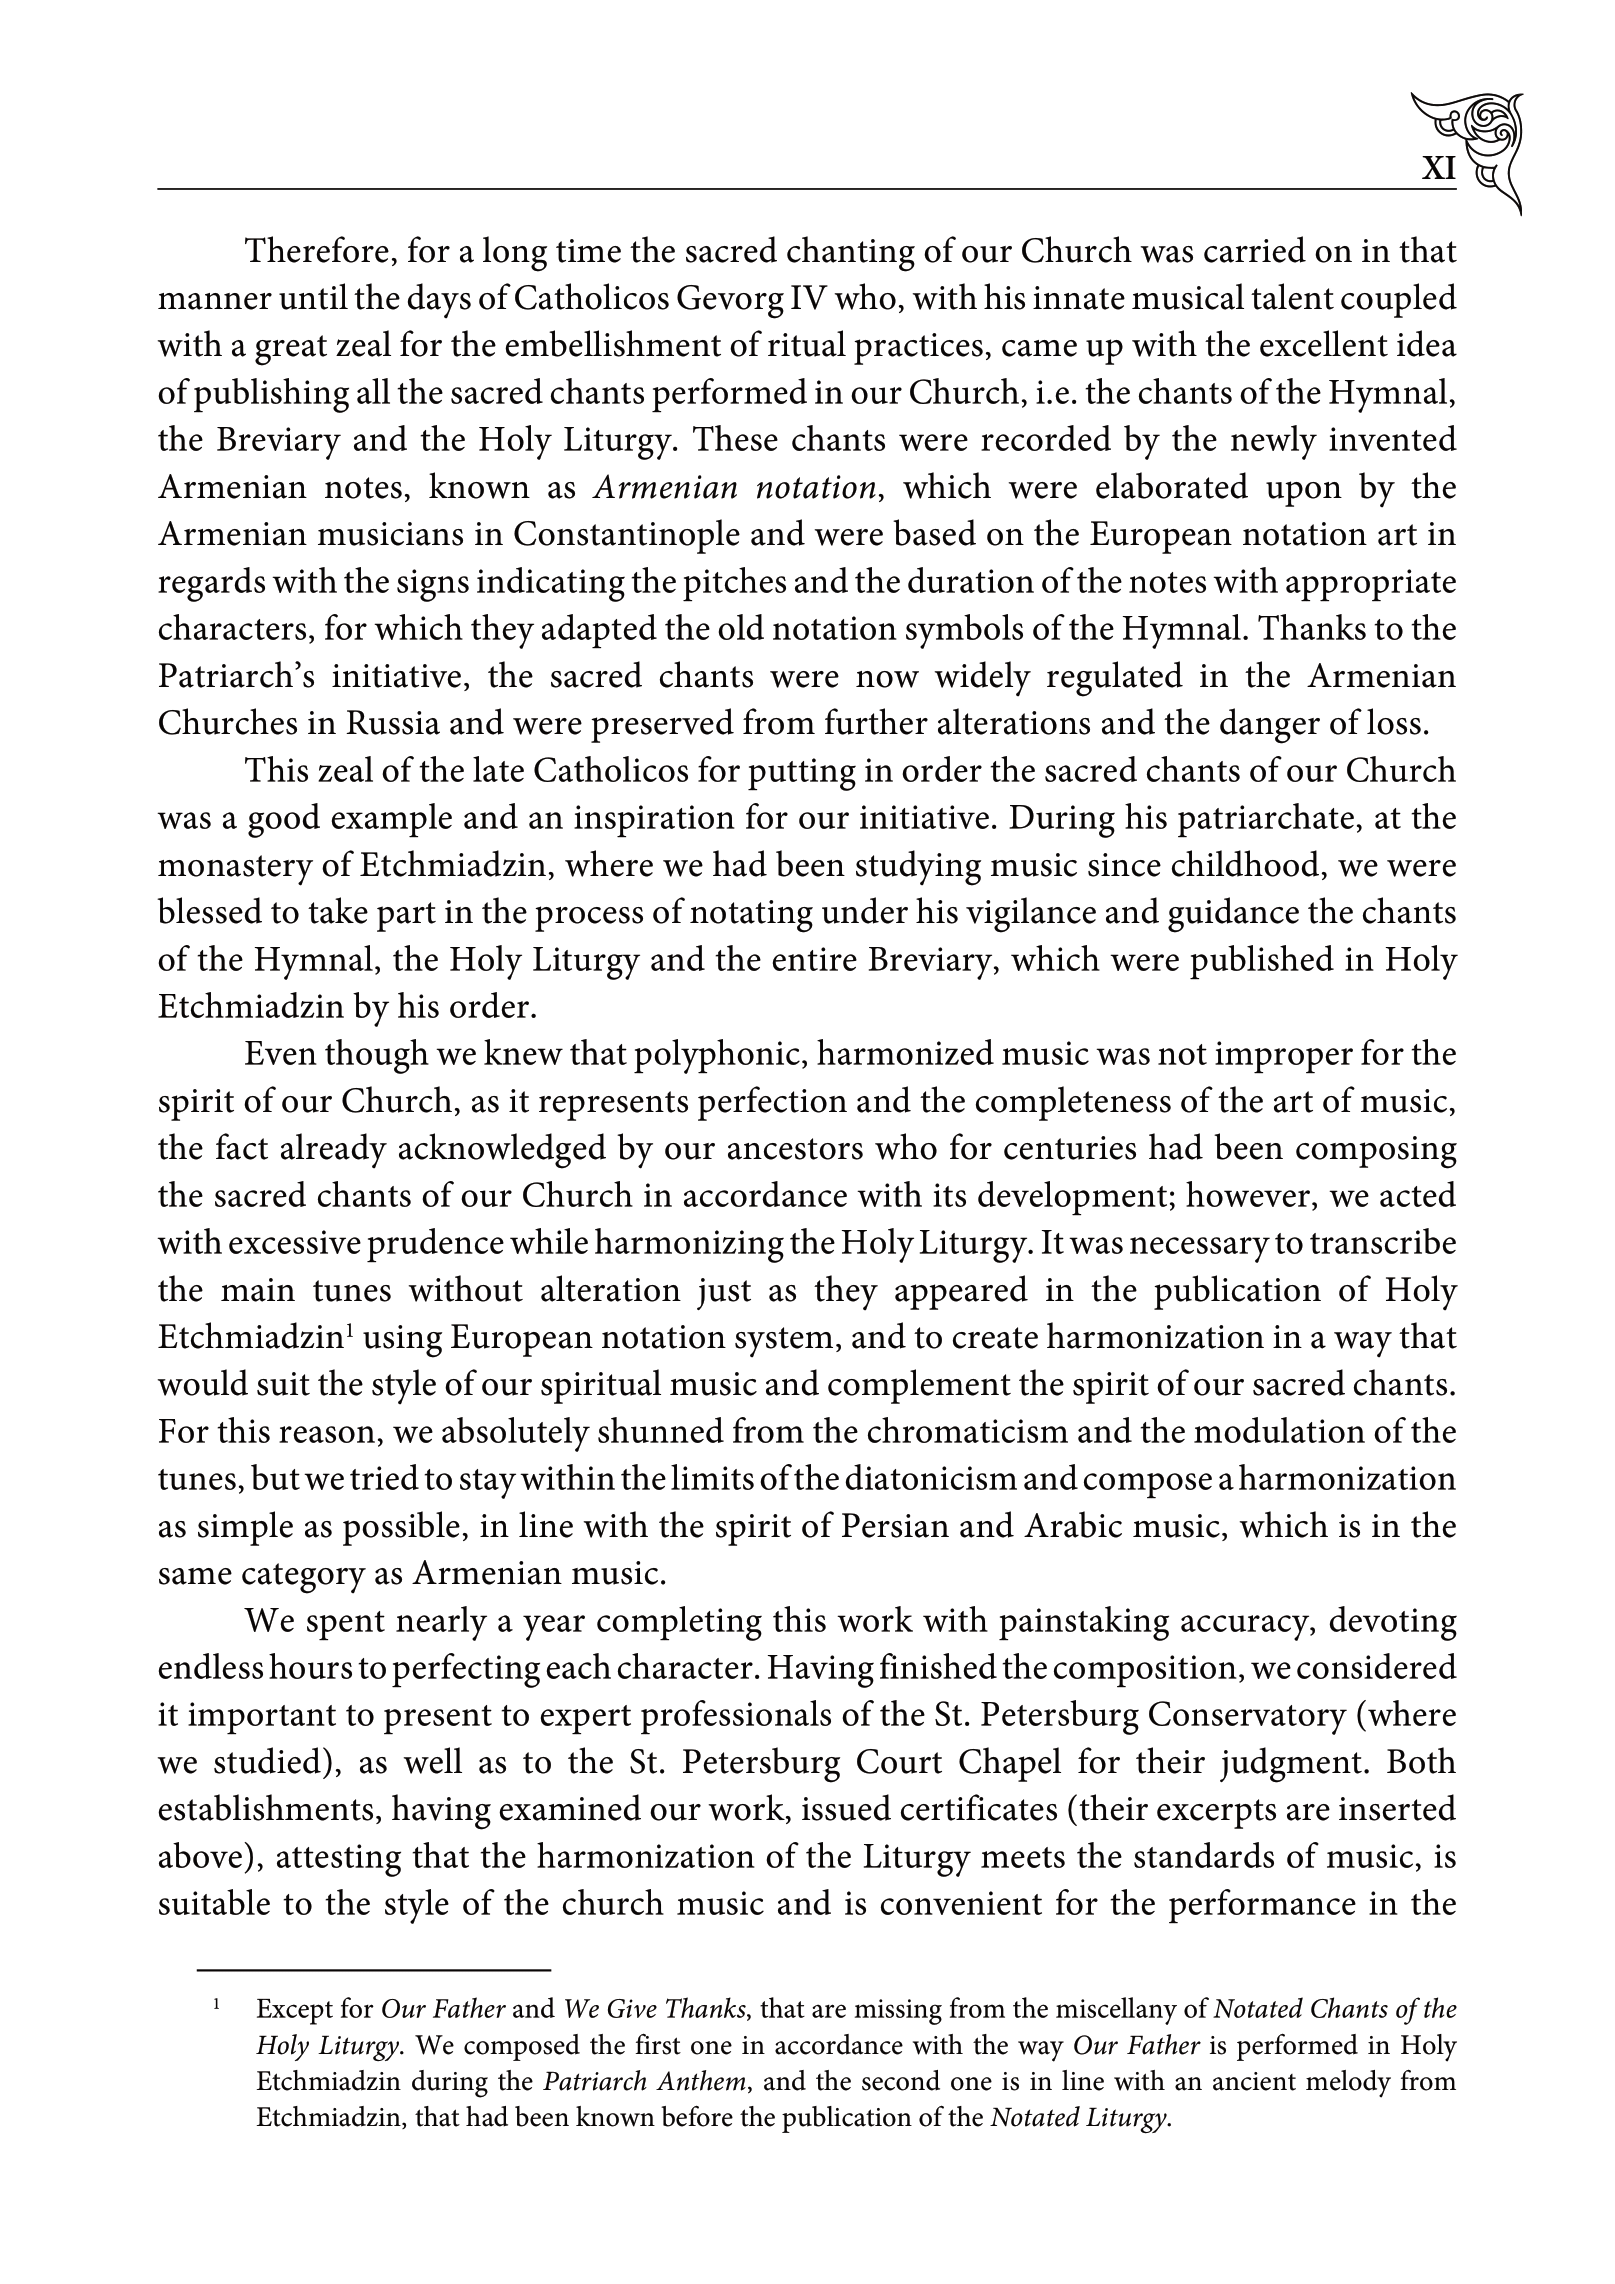 XI
Therefore, for a long time the sacred chanting of our Church was carried on in that
manner until the days of Catholicos Gevorg IV who, with his innate musical talent coupled
with a great zeal for the embellishment of ritual practices, came up with the excellent idea
of publishing all the sacred chants performed in our Church, i.e. the chants of the Hymnal,
the Breviary and the Holy Liturgy. These chants were recorded by the newly invented
Armenian notes, known as Armenian notation, which were elaborated upon by the
Armenian musicians in Constantinople and were based on the European notation art in
regards with the signs indicating the pitches and the duration of the notes with appropriate
characters, for which they adapted the old notation symbols of the Hymnal. Thanks to the
Patriarch’s initiative, the sacred chants were now widely regulated in the Armenian
Churches in Russia and were preserved from further alterations and the danger of loss.
This zeal of the late Catholicos for putting in order the sacred chants of our Church
was a good example and an inspiration for our initiative. During his patriarchate, at the
monastery of Etchmiadzin, where we had been studying music since childhood, we were
blessed to take part in the process of notating under his vigilance and guidance the chants
of the Hymnal, the Holy Liturgy and the entire Breviary, which were published in Holy
Etchmiadzin by his order.
Even though we knew that polyphonic, harmonized music was not improper for the
spirit of our Church, as it represents perfection and the completeness of the art of music,
the fact already acknowledged by our ancestors who for centuries had been composing
the sacred chants of our Church in accordance with its development; however, we acted
with excessive prudence while harmonizing the Holy Liturgy. It was necessary to transcribe
the main tunes without alteration just as they appeared in the publication of Holy
Etchmiadzin¹ using European notation system, and to create harmonization in a way that
would suit the style of our spiritual music and complement the spirit of our sacred chants.
For this reason, we absolutely shunned from the chromaticism and the modulation of the
tunes, but we tried to stay within the limits of the diatonicism and compose a harmonization
as simple as possible, in line with the spirit of Persian and Arabic music, which is in the
same category as Armenian music.
We spent nearly a year completing this work with painstaking accuracy, devoting
endless hours to perfecting each character. Having finished the composition, we considered
it important to present to expert professionals of the St. Petersburg Conservatory (where
we studied), as well as to the St. Petersburg Court Chapel for their judgment. Both
establishments, having examined our work, issued certificates (their excerpts are inserted
above), attesting that the harmonization of the Liturgy meets the standards of music, is
suitable to the style of the church music and is convenient for the performance in the
¹ Except for Our Father and We Give Thanks, that are missing from the miscellany of Notated Chants of the
Holy Liturgy. We composed the first one in accordance with the way Our Father is performed in Holy
Etchmiadzin during the Patriarch Anthem, and the second one is in line with an ancient melody from
Etchmiadzin, that had been known before the publication of the Notated Liturgy.